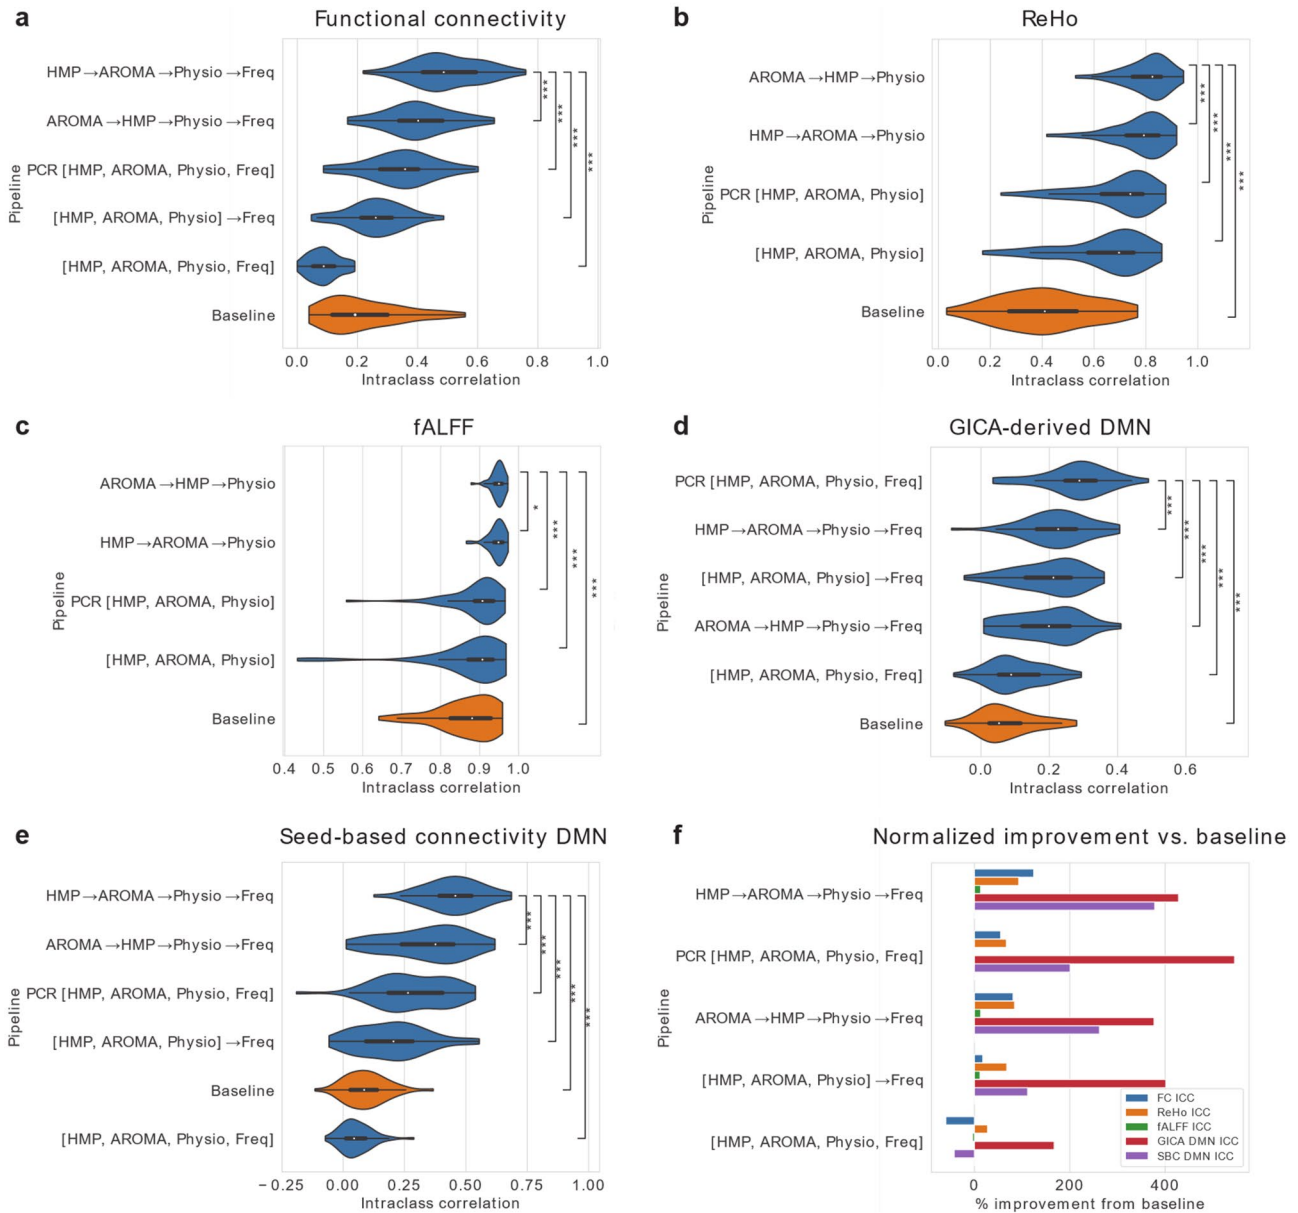 a
Functional connectivity
Pipeline
HMP→AROMA→Physio→Freq
AROMA→HMP→Physio→Freq
PCR [HMP, AROMA, Physio, Freq]
[HMP, AROMA, Physio]→Freq
[HMP, AROMA, Physio, Freq]
Baseline
***
***
***
***
0.0 0.2 0.4 0.6 0.8 1.0
Intraclass correlation
b
ReHo
Pipeline
AROMA→HMP→Physio
HMP→AROMA→Physio
PCR [HMP, AROMA, Physio]
[HMP, AROMA, Physio]
Baseline
***
***
***
***
0.0 0.2 0.4 0.6 0.8 1.0
Intraclass correlation
c
fALFF
Pipeline
AROMA→HMP→Physio
HMP→AROMA→Physio
PCR [HMP, AROMA, Physio]
[HMP, AROMA, Physio]
Baseline
*
***
***
***
0.4 0.5 0.6 0.7 0.8 0.9 1.0
Intraclass correlation
d
GICA-derived DMN
Pipeline
PCR [HMP, AROMA, Physio, Freq]
HMP→AROMA→Physio→Freq
[HMP, AROMA, Physio]→Freq
AROMA→HMP→Physio→Freq
[HMP, AROMA, Physio, Freq]
Baseline
***
***
***
***
***
0.0 0.2 0.4 0.6
Intraclass correlation
e
Seed-based connectivity DMN
Pipeline
HMP→AROMA→Physio→Freq
AROMA→HMP→Physio→Freq
PCR [HMP, AROMA, Physio, Freq]
[HMP, AROMA, Physio]→Freq
Baseline
[HMP, AROMA, Physio, Freq]
***
***
***
***
***
−0.25 0.00 0.25 0.50 0.75 1.00
Intraclass correlation
f
Normalized improvement vs. baseline
Pipeline
HMP→AROMA→Physio→Freq
PCR [HMP, AROMA, Physio, Freq]
AROMA→HMP→Physio→Freq
[HMP, AROMA, Physio]→Freq
[HMP, AROMA, Physio, Freq]
FC ICC
ReHo ICC
fALFF ICC
GICA DMN ICC
SBC DMN ICC
0 200 400
% improvement from baseline